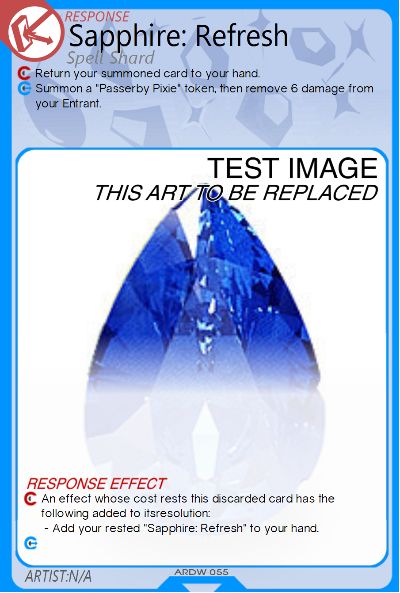 RESPONSE
Sapphire: Refresh
Spell Shard
Return your summoned card to your hand.
Summon a "Passerby Pixie" token, then remove 6 damage from
your Entrant.
TEST IMAGE
THIS ART TO BE REPLACED
RESPONSE EFFECT
An effect whose cost rests this discarded card has the
following added to itsresolution:
- Add your rested "Sapphire: Refresh" to your hand.
ARTIST:N/A
ARDW 055